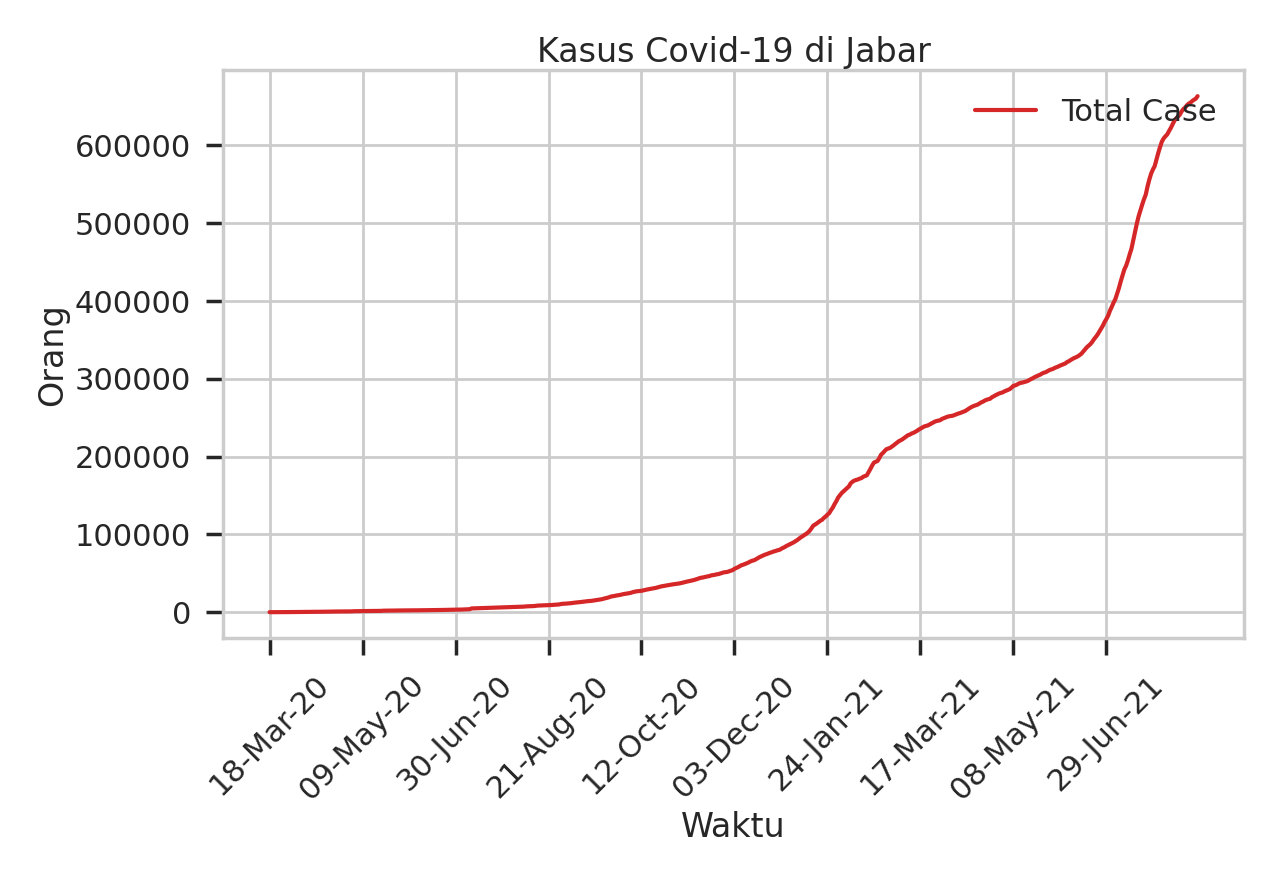 Kasus Covid-19 di Jabar
Total Case
Orang
600000
500000
400000
300000
200000
100000
0
18-Mar-20
09-May-20
30-Jun-20
21-Aug-20
12-Oct-20
03-Dec-20
24-Jan-21
17-Mar-21
08-May-21
29-Jun-21
Waktu